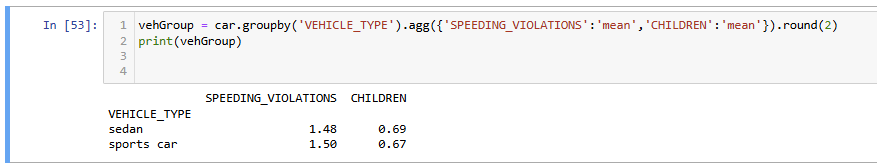 In [53]:
1 vehGroup = car.groupby('VEHICLE_TYPE').agg({'SPEEDING_VIOLATIONS':'mean','CHILDREN':'mean'}).round(2)
2 print(vehGroup)
3
4
SPEEDING_VIOLATIONS CHILDREN
VEHICLE_TYPE
sedan 1.48 0.69
sports car 1.50 0.67